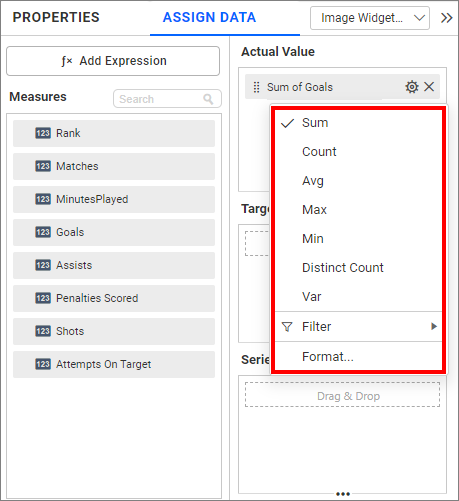 PROPERTIES
ASSIGN DATA
Image Widget...
ƒx Add Expression
Measures
Search
123 Rank
123 Matches
123 MinutesPlayed
123 Goals
123 Assists
123 Penalties Scored
123 Shots
123 Attempts On Target
Actual Value
Sum of Goals
Sum
Count
Avg
Max
Min
Distinct Count
Var
Filter
Format...
Targe
Serie
Drag & Drop